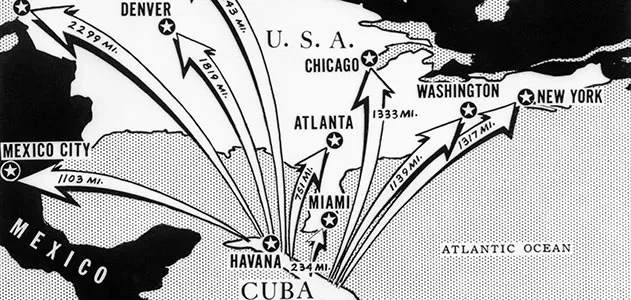 DENVER
2299 MI.
1819 MI.
43 MI.
U. S. A.
CHICAGO
1333 MI.
WASHINGTON
NEW YORK
1317 MI.
1139 MI.
ATLANTA
751 MI.
MEXICO CITY
1103 MI.
MIAMI
MEXICO
HAVANA
234 MI.
ATLANTIC OCEAN
CUBA